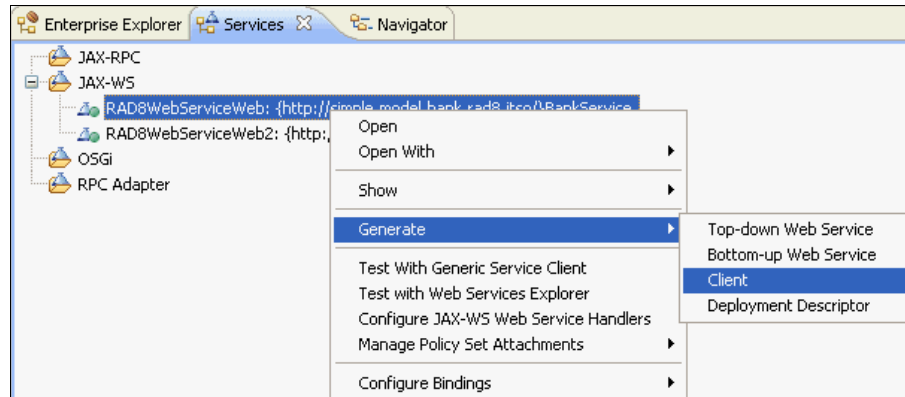 Enterprise Explorer Services Navigator
JAX-RPC
JAX-WS
RAD8WebServiceWeb: {http://simple.model.bank.rad8.itso/}BankService
RAD8WebServiceWeb2: {http:/
OSGi
RPC Adapter
Open
Open With
Show
Generate
Test With Generic Service Client
Test with Web Services Explorer
Configure JAX-WS Web Service Handlers
Manage Policy Set Attachments
Configure Bindings
Top-down Web Service
Bottom-up Web Service
Client
Deployment Descriptor